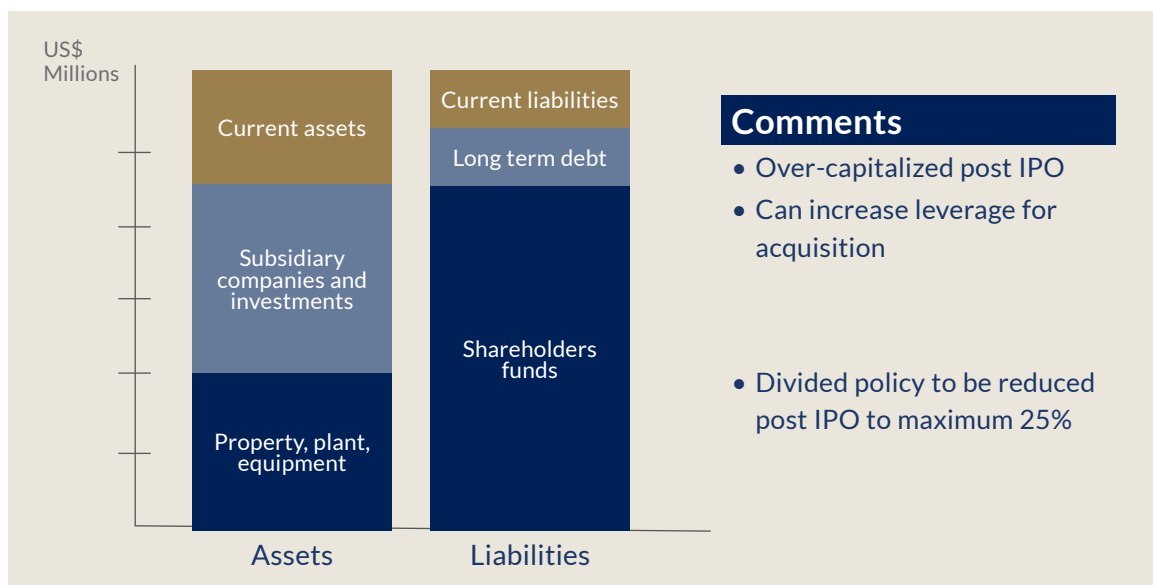 US$
Millions
Current assets
Subsidiary
companies and
investments
Property, plant,
equipment
Assets
Current liabilities
Long term debt
Shareholders
funds
Liabilities
Comments
• Over-capitalized post IPO
• Can increase leverage for
acquisition
• Divided policy to be reduced
post IPO to maximum 25%